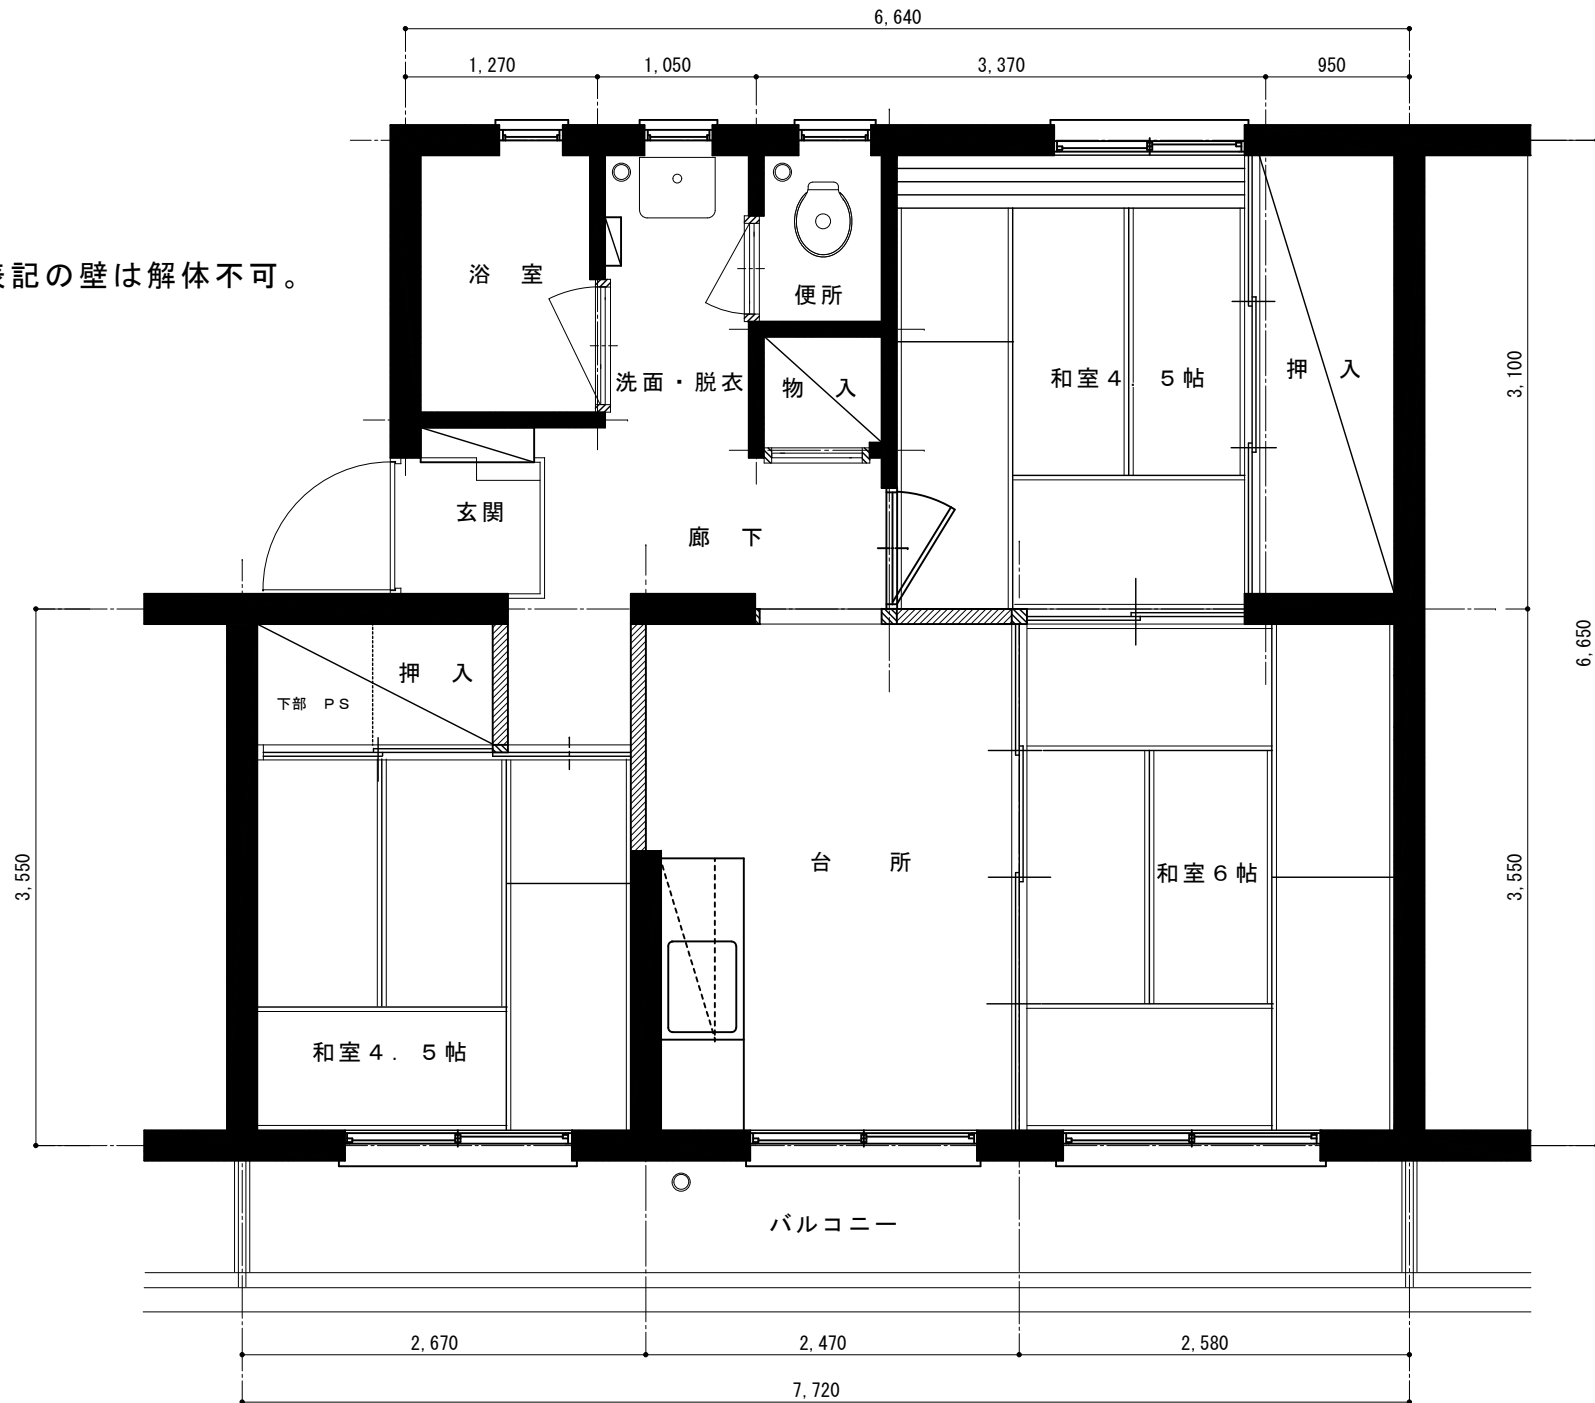 6,640
1,270
1,050
3,370
950
表記の壁は解体不可。
浴 室
便所
洗面・脱衣
物 入
和室４．５帖
押 入
3,100
玄関
廊 下
押 入
下部 ＰＳ
6,650
台 所
和室６帖
3,550
3,550
和室４．５帖
バルコニー
2,670
2,470
2,580
7,720